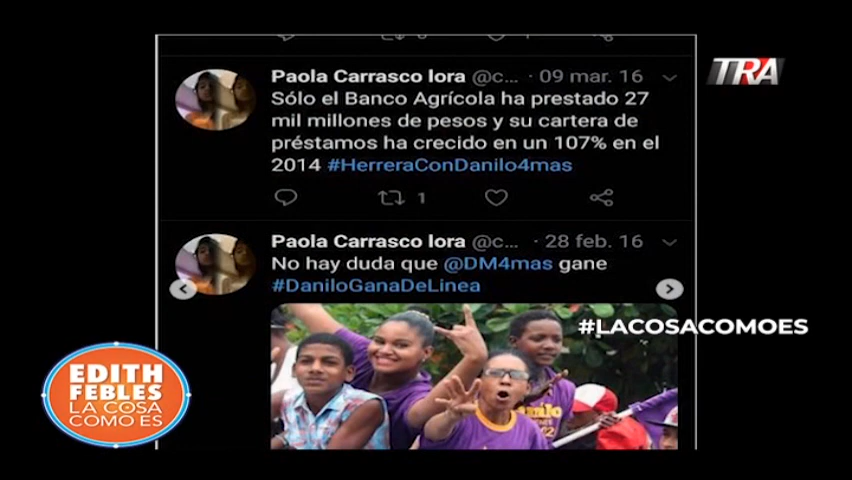 Paola Carrasco lora @c... · 09 mar. 16
Sólo el Banco Agrícola ha prestado 27
mil millones de pesos y su cartera de
préstamos ha crecido en un 107% en el
2014 #HerreraConDanilo4mas
1
Paola Carrasco lora @c... · 28 feb. 16
No hay duda que @DM4mas gane
#DaniloGanaDeLinea
TRA
#LACOSACOMOES
EDITH
FEBLES
LA COSA
COMO ES